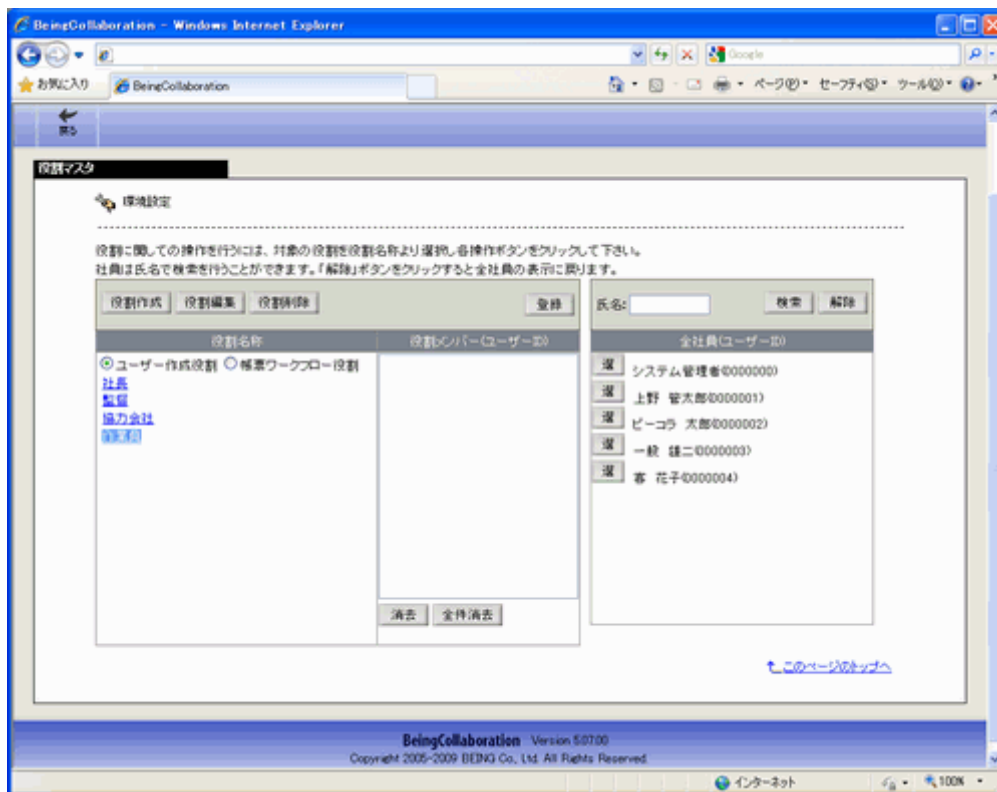 BeingCollaboration - Windows Internet Explorer
Google
お気に入り
BeingCollaboration
ページ(P)
セーフティ(S)
ツール(O)
戻る
役割マスタ
環境設定
役割に関しての操作を行うには、対象の役割を役割名称より選択し各操作ボタンをクリックして下さい。
社員は氏名で検索を行うことができます。「解除」ボタンをクリックすると全社員の表示に戻ります。
役割作成 役割編集 役割削除 登録 氏名: 検索 解除
役割名称 役割メンバー(ユーザーID) 全社員(ユーザーID)
ユーザー作成役割 帳票ワークフロー役割
社長
監督
協力会社
作業員
選 システム管理者(0000000)
選 上野 管太郎(0000001)
選 ビーコラ 太郎(0000002)
選 一般 雄二(0000003)
選 客 花子(0000004)
消去 全件消去
このページのトップへ
BeingCollaboration Version 5.07.00
Copyright 2005-2009 BEING Co., Ltd. All Rights Reserved.
インターネット
100%